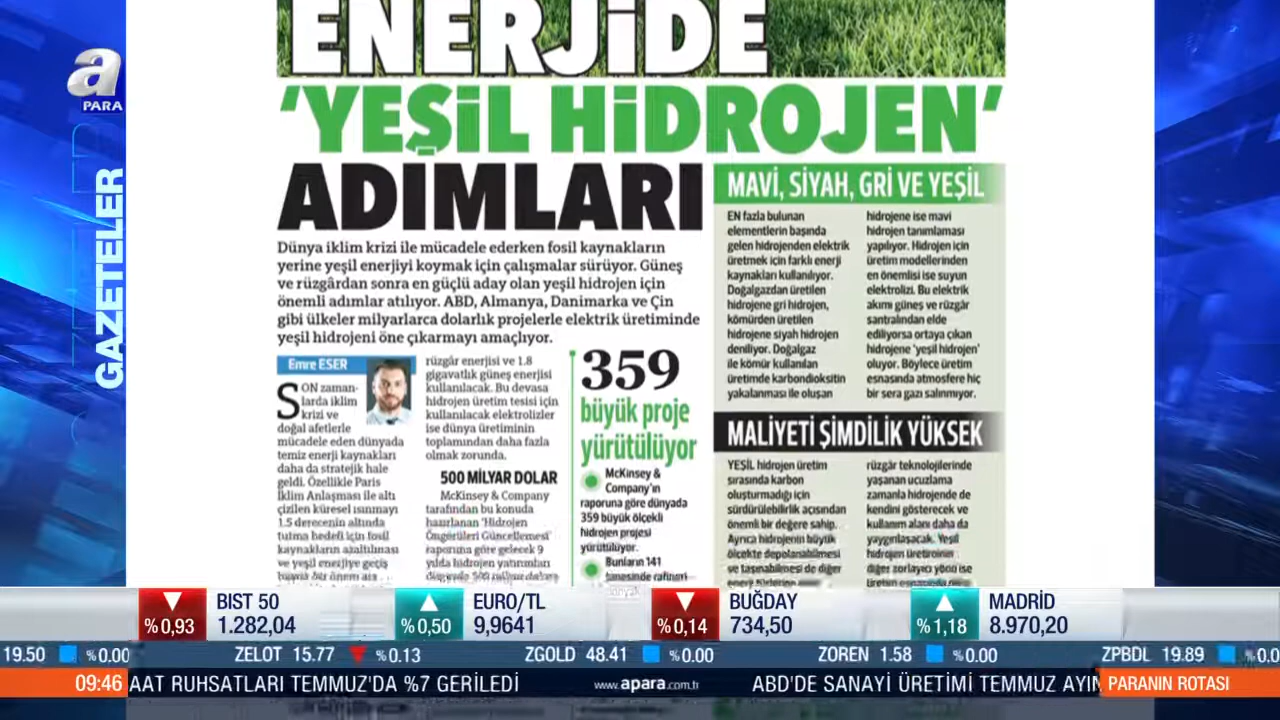 a
PARA
GAZETELER
ENERJİDE
'YEŞİL HİDROJEN'
ADIMLARI
Dünya iklim krizi ile mücadele ederken fosil kaynakların
yerine yeşil enerjiyi koymak için çalışmalar sürüyor. Güneş
ve rüzgârdan sonra en güçlü aday olan yeşil hidrojen için
önemli adımlar atılıyor. ABD, Almanya, Danimarka ve Çin
gibi ülkeler milyarlarca dolarlık projelerle elektrik üretiminde
yeşil hidrojeni öne çıkarmayı amaçlıyor.
Emre ESER
SON zaman-
larda iklim
krizi ve
doğal afetlerle
mücadele eden dünyada
temiz enerji kaynakları
daha da stratejik hale
geldi. Özellikle Paris
İklim Anlaşması ile altı
çizilen küresel ısınmayı
1.5 derecenin altında
tutma hedefi için fosil
kaynakların azaltılması
ve yeşil enerjiye geçiş
rüzgâr enerjisi ve 1.8
gigavatlık güneş enerjisi
kullanılacak. Bu devasa
hidrojen üretim tesisi için
kullanılacak elektrolizler
ise dünya üretiminin
toplamından daha fazla
olmak zorunda.
500 MİLYAR DOLAR
McKinsey & Company
tarafından bu konuda
hazırlanan 'Hidrojen
Öngörüleri Güncellemesi'
raporuna göre gelecek 9
yılda hidrojen yatırımları
359
büyük proje
yürütülüyor
McKinsey &
Company'ın
raporuna göre dünyada
359 büyük ölçekli
hidrojen projesi
yürütülüyor.
Bunların 141
MAVİ, SİYAH, GRİ VE YEŞİL
EN fazla bulunan
elementlerin başında
gelen hidrojenden elektrik
üretmek için farklı enerji
kaynakları kullanılıyor.
Doğalgazdan üretilen
hidrojene gri hidrojen,
kömürden üretilen
hidrojene siyah hidrojen
deniliyor. Doğalgaz
ile kömür kullanılan
üretimde karbondioksitin
yakalanması ile oluşan
hidrojene ise mavi
hidrojen tanımlaması
yapılıyor. Hidrojen için
üretim modellerinden
en önemlisi ise suyun
elektrolizi. Bu elektrik
akımı güneş ve rüzgâr
santralından elde
ediliyorsa ortaya çıkan
hidrojene 'yeşil hidrojen'
oluyor. Böylece üretim
esnasında atmosfere hiç
bir sera gazı salınmıyor.
MALİYETİ ŞİMDİLİK YÜKSEK
YEŞİL hidrojen üretim
sırasında karbon
oluşturmadığı için
sürdürülebilirlik açısından
önemli bir değere sahip.
Ayrıca hidrojenin büyük
ölçekte depolanabilmesi
ve taşınabilmesi de diğer
rüzgâr teknolojilerinde
yaşanan ucuzlama
zamanla hidrojende de
kendini gösterecek ve
kullanım alanı daha da
yaygınlaşacak. Yeşil
hidrojen üretiminin
diğer zorlayıcı yönü ise
%0,93 BIST 50 1.282,04
%0,50 EURO/TL 9,9641
%0,14 BUĞDAY 734,50
%1,18 MADRİD 8.970,20
19.50 %0.00 ZELOT 15.77 %0.13 ZGOLD 48.41 %0.00 ZOREN 1.58 %0.00 ZPBDL 19.89 %0.0
09:46 AAT RUHSATLARI TEMMUZ'DA %7 GERİLEDİ www.apara.com.tr ABD'DE SANAYİ ÜRETİMİ TEMMUZ AYIN PARANIN ROTASI